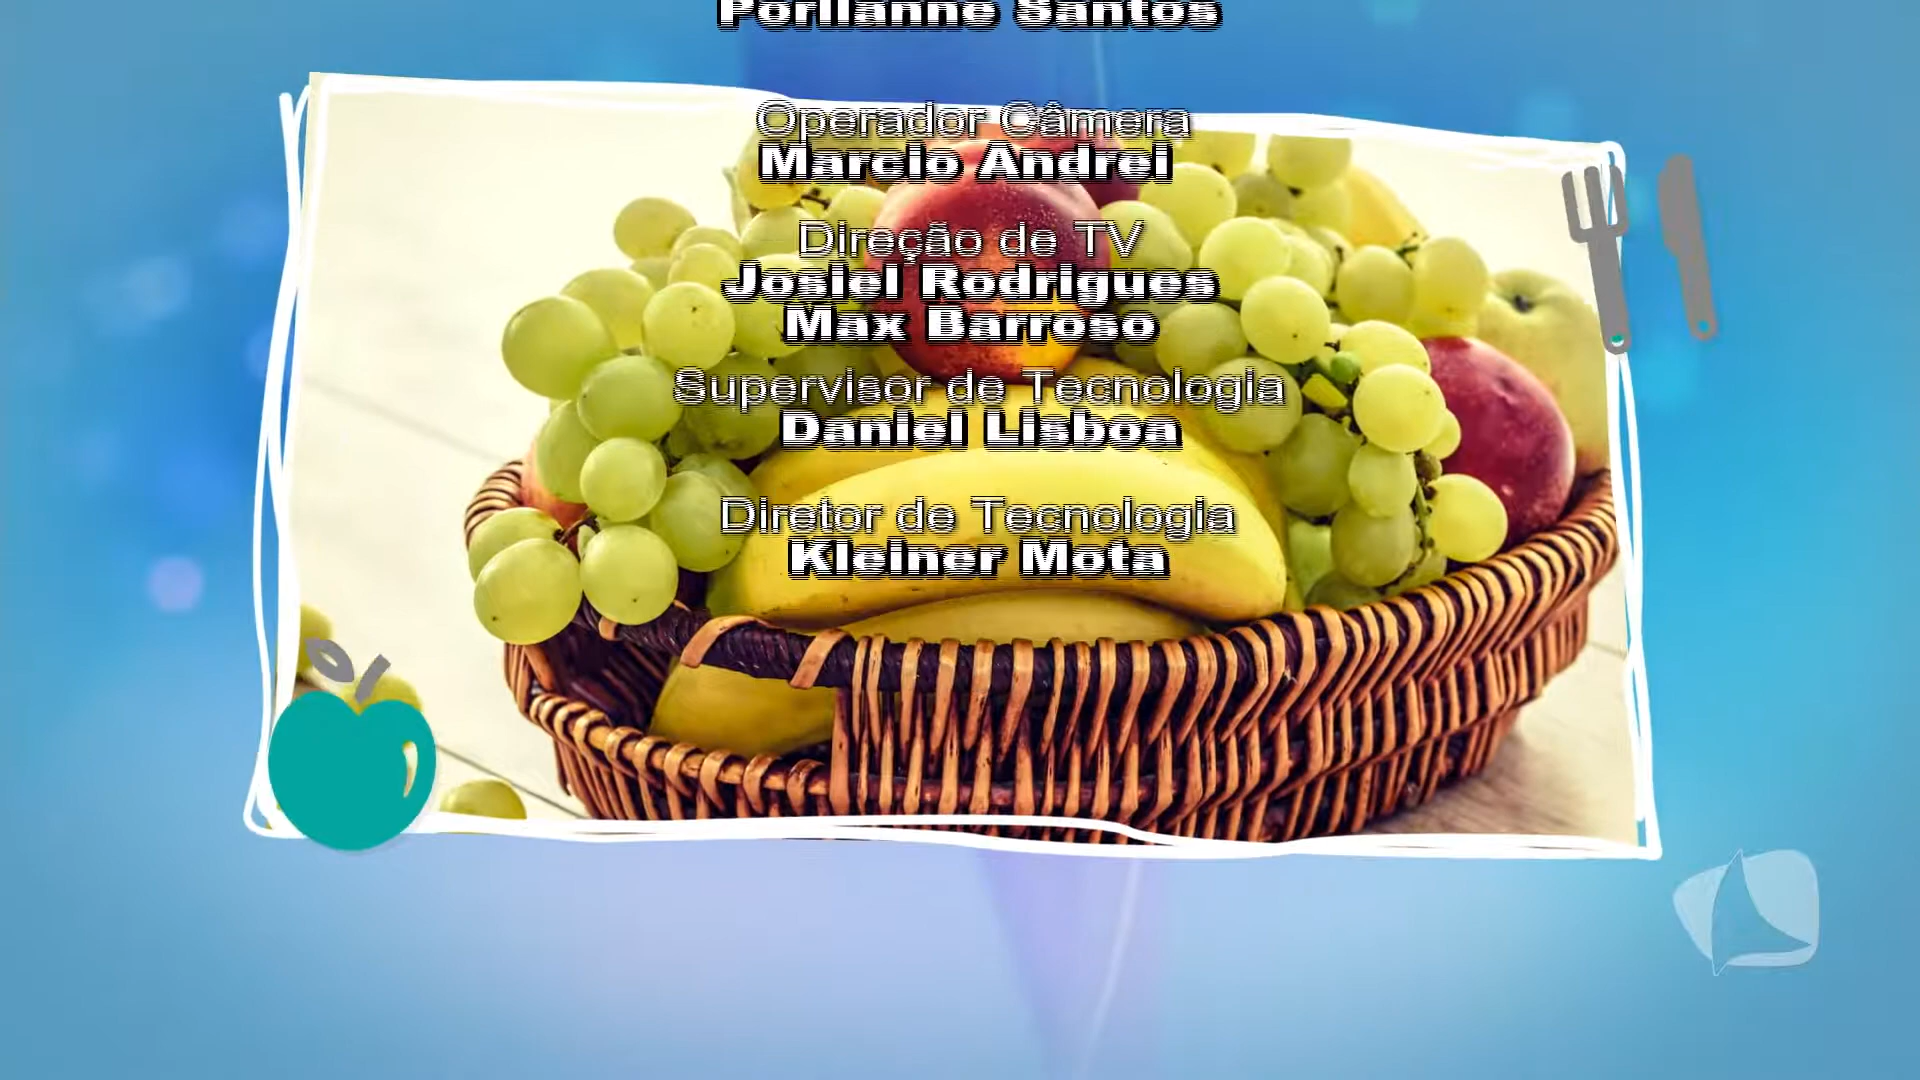 Porlianne Santos
Operador Câmera
Marcio Andrei
Direção de TV
Josiel Rodrigues
Max Barroso
Supervisor de Tecnologia
Daniel Lisboa
Diretor de Tecnologia
Kleiner Mota